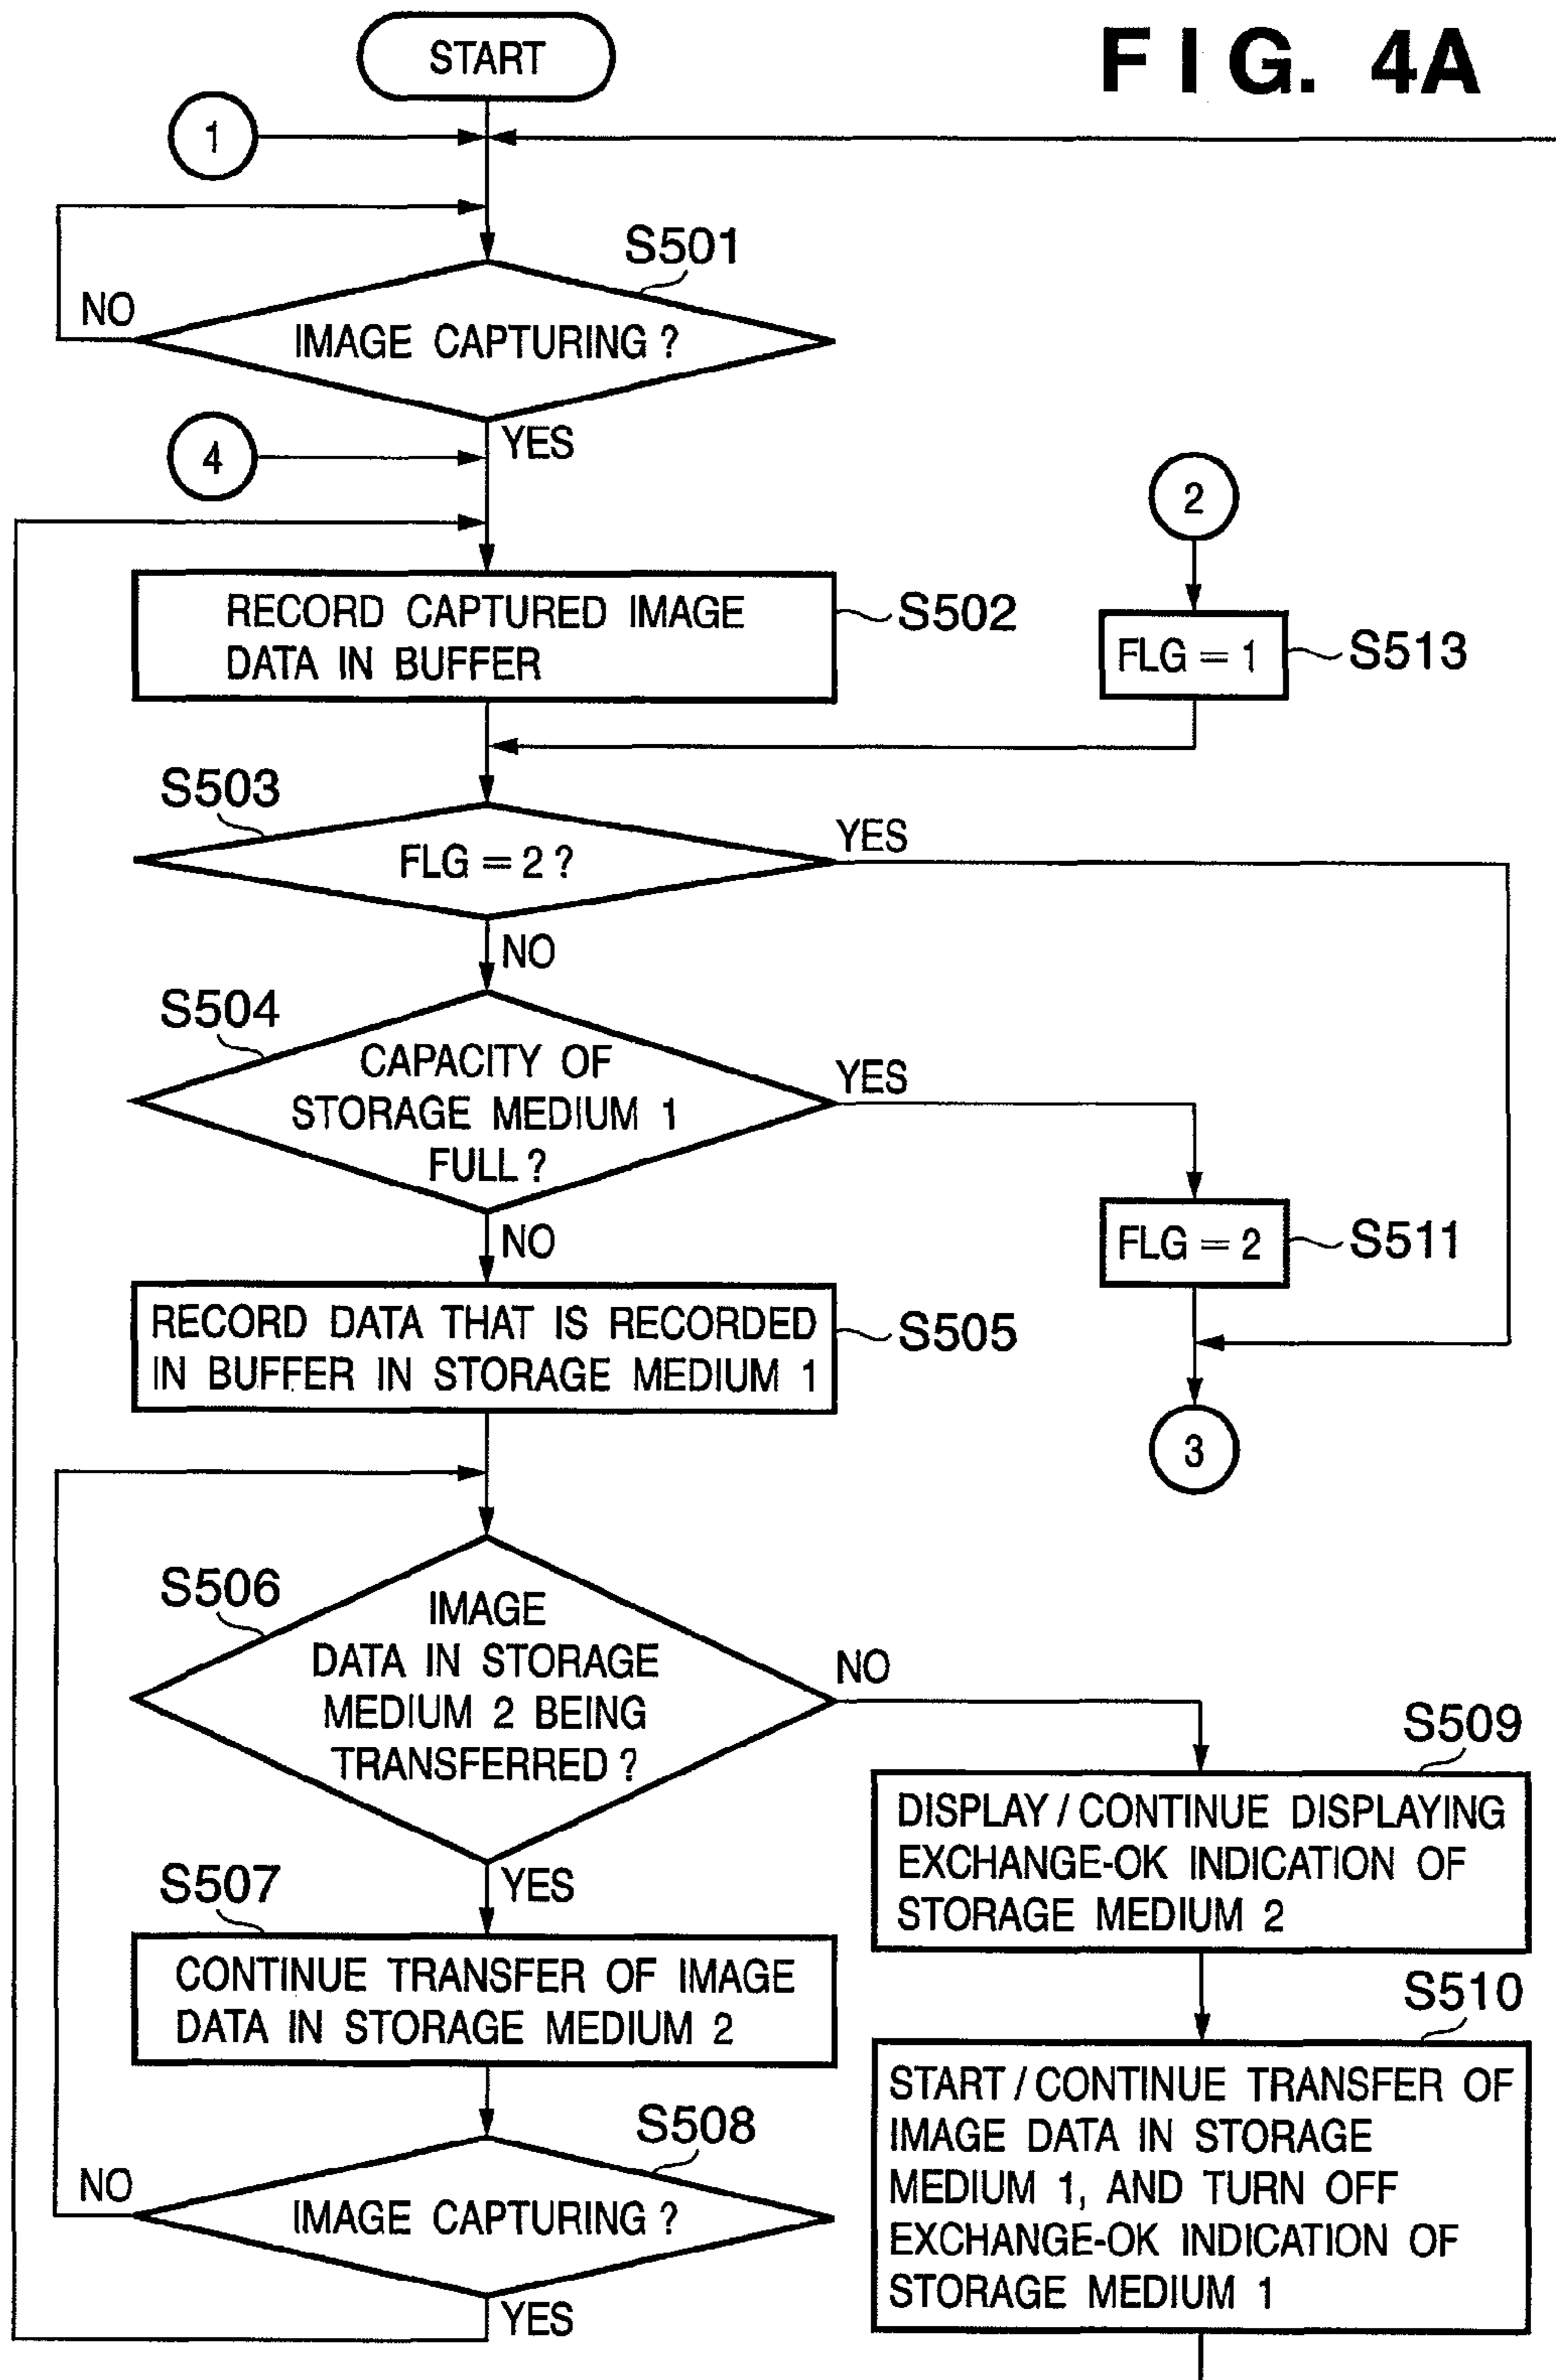 START
FIG. 4A
1
S501
NO
IMAGE CAPTURING ?
YES
4
2
RECORD CAPTURED IMAGE
DATA IN BUFFER
S502
FLG = 1
S513
S503
FLG = 2 ?
YES
NO
S504
CAPACITY OF
STORAGE MEDIUM 1
FULL ?
YES
NO
FLG = 2
S511
RECORD DATA THAT IS RECORDED
IN BUFFER IN STORAGE MEDIUM 1
S505
3
S506
IMAGE
DATA IN STORAGE
MEDIUM 2 BEING
TRANSFERRED ?
NO
YES
S509
DISPLAY / CONTINUE DISPLAYING
EXCHANGE-OK INDICATION OF
STORAGE MEDIUM 2
S507
CONTINUE TRANSFER OF IMAGE
DATA IN STORAGE MEDIUM 2
S510
START / CONTINUE TRANSFER OF
IMAGE DATA IN STORAGE
MEDIUM 1, AND TURN OFF
EXCHANGE-OK INDICATION OF
STORAGE MEDIUM 1
S508
NO
IMAGE CAPTURING ?
YES